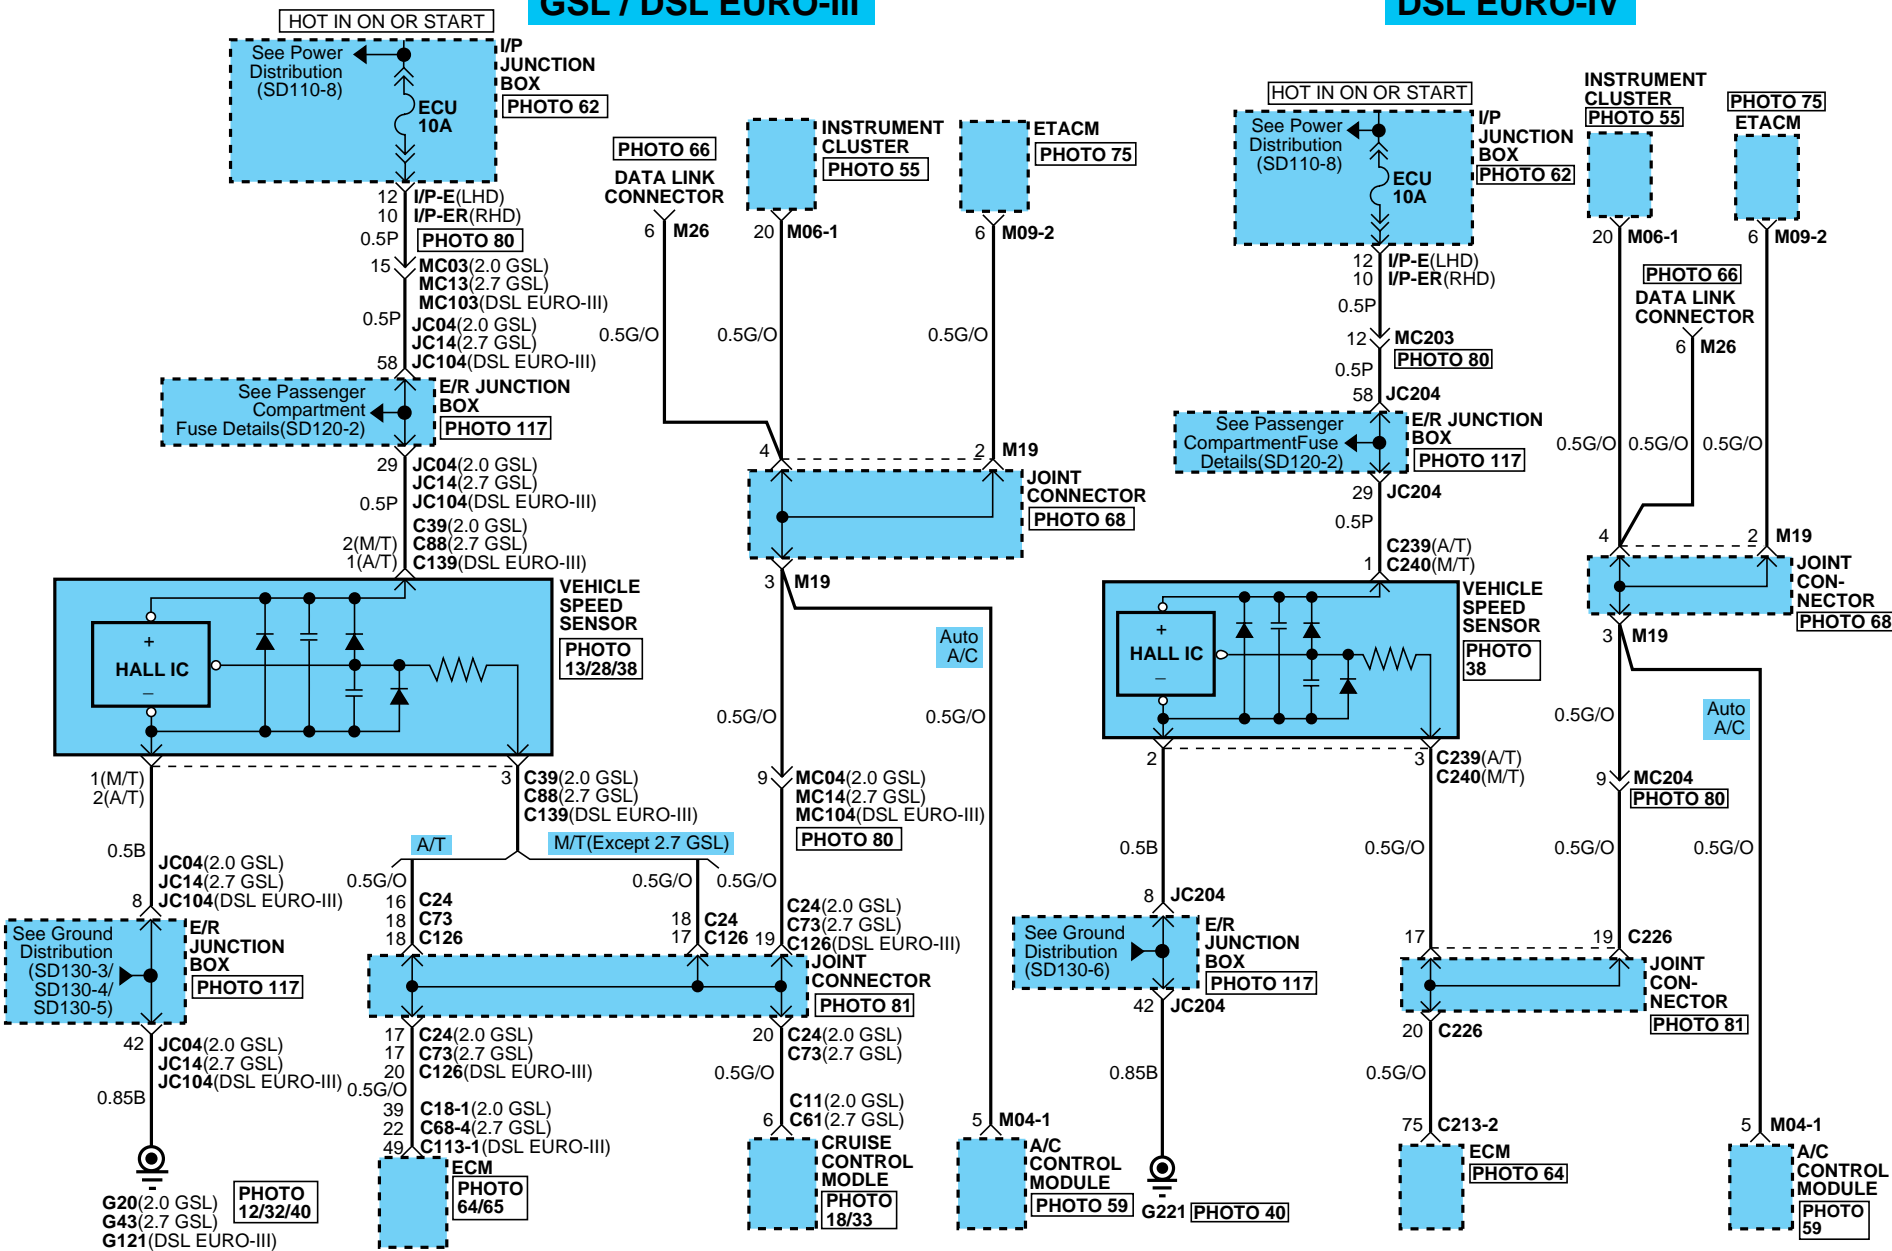 GSL / DSL EURO-III
HOT IN ON OR START
See Power
Distribution
(SD110-8)
ECU
10A
I/P
JUNCTION
BOX
PHOTO 62
12 I/P-E(LHD)
10 I/P-ER(RHD)
0.5P
PHOTO 80
15 MC03(2.0 GSL)
MC13(2.7 GSL)
MC103(DSL EURO-III)
0.5P
JC04(2.0 GSL)
JC14(2.7 GSL)
58 JC104(DSL EURO-III)
See Passenger
Compartment
Fuse Details(SD120-2)
E/R JUNCTION
BOX
PHOTO 117
29 JC04(2.0 GSL)
JC14(2.7 GSL)
0.5P JC104(DSL EURO-III)
C39(2.0 GSL)
2(M/T) C88(2.7 GSL)
1(A/T) C139(DSL EURO-III)
HALL IC
+
–
VEHICLE
SPEED
SENSOR
PHOTO
13/28/38
1(M/T)
2(A/T)
3 C39(2.0 GSL)
C88(2.7 GSL)
C139(DSL EURO-III)
0.5B
JC04(2.0 GSL)
JC14(2.7 GSL)
8 JC104(DSL EURO-III)
See Ground
Distribution
(SD130-3/
SD130-4/
SD130-5)
E/R
JUNCTION
BOX
PHOTO 117
42 JC04(2.0 GSL)
JC14(2.7 GSL)
JC104(DSL EURO-III)
0.85B
G20(2.0 GSL)
G43(2.7 GSL)
G121(DSL EURO-III)
PHOTO
12/32/40
A/T
M/T(Except 2.7 GSL)
0.5G/O
16 C24
18 C73
18 C126
0.5G/O
18 C24
17 C126
0.5G/O
C24(2.0 GSL)
C73(2.7 GSL)
19 C126(DSL EURO-III)
JOINT
CONNECTOR
PHOTO 81
17 C24(2.0 GSL)
17 C73(2.7 GSL)
20 C126(DSL EURO-III)
0.5G/O
39 C18-1(2.0 GSL)
22 C68-4(2.7 GSL)
49 C113-1(DSL EURO-III)
ECM
PHOTO
64/65
20 C24(2.0 GSL)
C73(2.7 GSL)
0.5G/O
C11(2.0 GSL)
6 C61(2.7 GSL)
CRUISE
CONTROL
MODLE
PHOTO
18/33
PHOTO 66
DATA LINK
CONNECTOR
6 M26
0.5G/O
INSTRUMENT
CLUSTER
PHOTO 55
20 M06-1
0.5G/O
ETACM
PHOTO 75
6 M09-2
0.5G/O
4
2 M19
JOINT
CONNECTOR
PHOTO 68
3 M19
Auto
A/C
0.5G/O
0.5G/O
9 MC04(2.0 GSL)
MC14(2.7 GSL)
MC104(DSL EURO-III)
PHOTO 80
5 M04-1
A/C
CONTROL
MODULE
PHOTO 59
DSL EURO-IV
HOT IN ON OR START
See Power
Distribution
(SD110-8)
ECU
10A
I/P
JUNCTION
BOX
PHOTO 62
12 I/P-E(LHD)
10 I/P-ER(RHD)
0.5P
12 MC203
PHOTO 80
0.5P
58 JC204
See Passenger
CompartmentFuse
Details(SD120-2)
E/R JUNCTION
BOX
PHOTO 117
29 JC204
0.5P
C239(A/T)
1 C240(M/T)
HALL IC
+
–
VEHICLE
SPEED
SENSOR
PHOTO
38
2
3 C239(A/T)
C240(M/T)
0.5B
8 JC204
See Ground
Distribution
(SD130-6)
E/R
JUNCTION
BOX
PHOTO 117
42 JC204
0.85B
G221 PHOTO 40
0.5G/O
17
19 C226
JOINT
CON-
NECTOR
PHOTO 81
20 C226
0.5G/O
75 C213-2
ECM
PHOTO 64
INSTRUMENT
CLUSTER
PHOTO 55
20 M06-1
PHOTO 75
ETACM
6 M09-2
PHOTO 66
DATA LINK
CONNECTOR
6 M26
0.5G/O 0.5G/O 0.5G/O
4
2 M19
JOINT
CON-
NECTOR
PHOTO 68
3 M19
0.5G/O
Auto
A/C
9 MC204
PHOTO 80
0.5G/O
0.5G/O
5 M04-1
A/C
CONTROL
MODULE
PHOTO
59